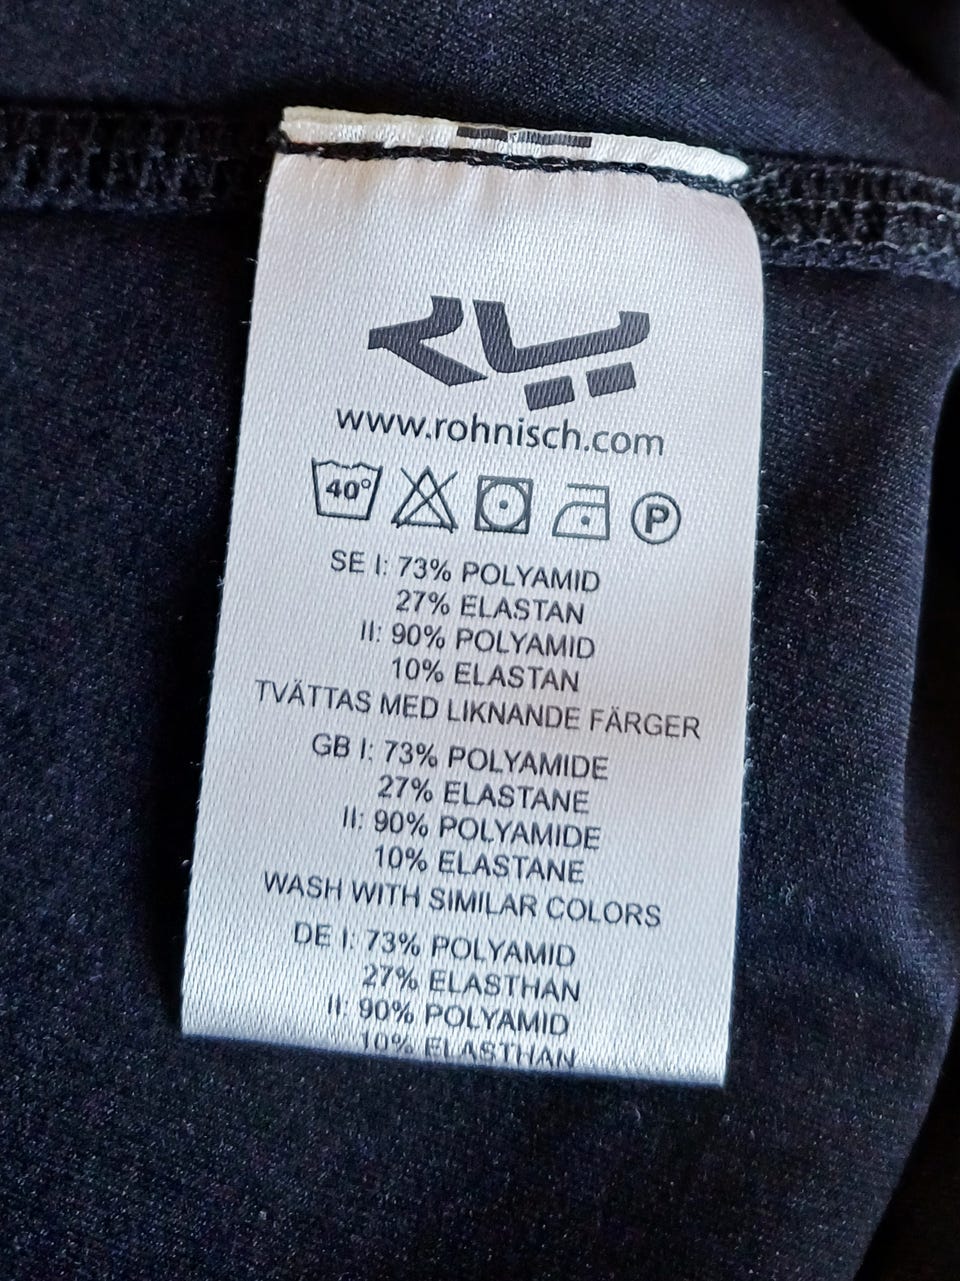 www.rohnisch.com
40°
P
SE I: 73% POLYAMID
27% ELASTAN
II: 90% POLYAMID
10% ELASTAN
TVÄTTAS MED LIKNANDE FÄRGER
GB I: 73% POLYAMIDE
27% ELASTANE
II: 90% POLYAMIDE
10% ELASTANE
WASH WITH SIMILAR COLORS
DE I: 73% POLYAMID
27% ELASTHAN
II: 90% POLYAMID
10% ELASTHAN